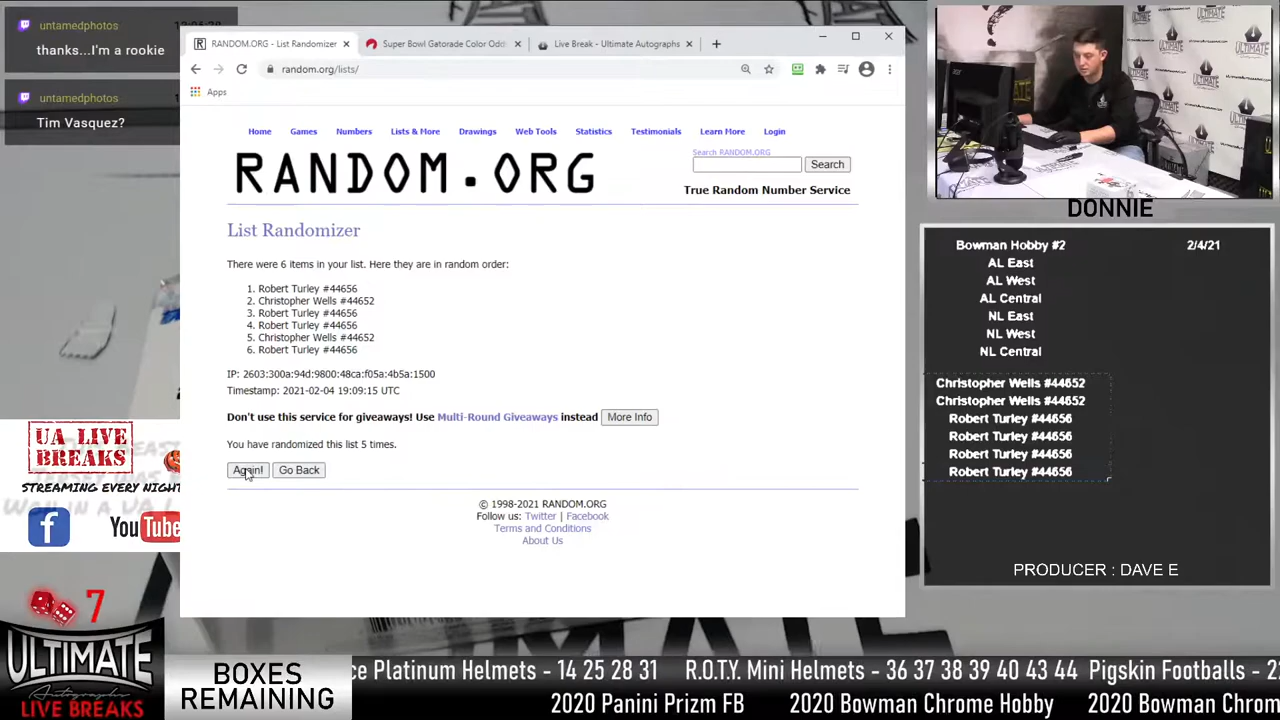 untamedphotos
thanks...I'm a rookie
untamedphotos
Tim Vasquez?
RANDOM.ORG - List Randomizer
Super Bowl Gatorade Color Odds
Live Break - Ultimate Autographs
random.org/lists/
Apps
Home Games Numbers Lists & More Drawings Web Tools Statistics Testimonials Learn More Login
RANDOM.ORG
Search RANDOM.ORG
Search
True Random Number Service
List Randomizer
There were 6 items in your list. Here they are in random order:
1. Robert Turley #44656
2. Christopher Wells #44652
3. Robert Turley #44656
4. Robert Turley #44656
5. Christopher Wells #44652
6. Robert Turley #44656
IP: 2603:300a:94d:9800:48ca:f05a:4b5a:1500
Timestamp: 2021-02-04 19:09:15 UTC
Don't use this service for giveaways! Use Multi-Round Giveaways instead More Info
You have randomized this list 5 times.
Again! Go Back
© 1998-2021 RANDOM.ORG
Follow us: Twitter | Facebook
Terms and Conditions
About Us
ULTIMATE
DONNIE
Bowman Hobby #2 2/4/21
AL East
AL West
AL Central
NL East
NL West
NL Central
Christopher Wells #44652
Christopher Wells #44652
Robert Turley #44656
Robert Turley #44656
Robert Turley #44656
Robert Turley #44656
PRODUCER : DAVE E
UA LIVE
BREAKS
STREAMING EVERY NIGHT
f
YouTube
7
ULTIMATE
Autographs
LIVE BREAKS
BOXES
REMAINING
ce Platinum Helmets - 14 25 28 31 R.O.T.Y. Mini Helmets - 36 37 38 39 40 43 44 Pigskin Footballs - 2
2020 Panini Prizm FB 2020 Bowman Chrome Hobby 2020 Bowman Chrom